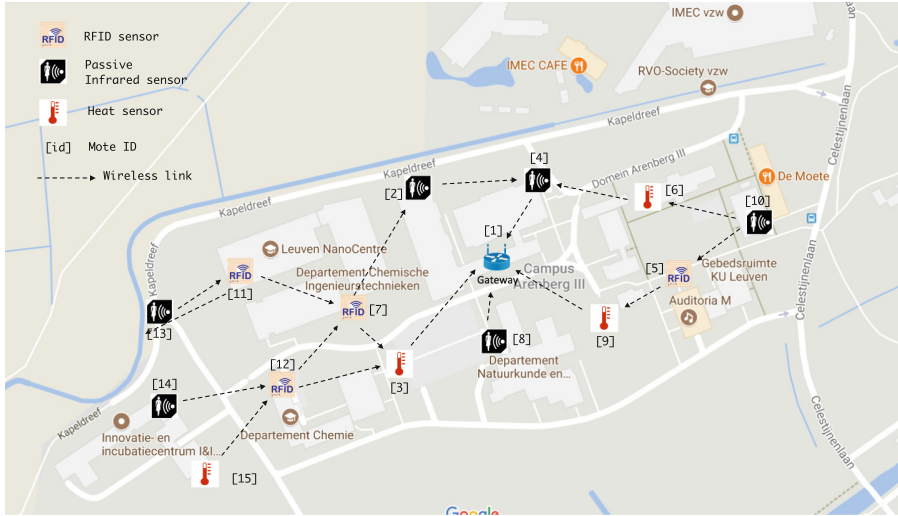 IMEC vzw
RFID
RFID sensor
Passive
Infrared sensor
IMEC CAFE
RVO-Society vzw
Heat sensor
Kapeldreef
Celestijnenlaan
[id] Mote ID
Wireless link
Kapeldreef
[4]
Domein Arenberg III
De Moete
[2]
[6]
[10]
Kapeldreef
[1]
Leuven NanoCentre
Kapeldreef
RFID
[11]
Departement Chemische
Ingenieurstechnieken
Gateway
Campus
Arenberg III
[5]
RFID
Gebedsruimte
KU Leuven
Celestijnenlaan
Auditoria M
[13]
RFID
[7]
[8]
[9]
Departement
Natuurkunde en...
[12]
RFID
[3]
[14]
Kapeldreef
Innovatie- en
incubatiecentrum I&I...
Departement Chemie
Celestijnenlaan
[15]
Google